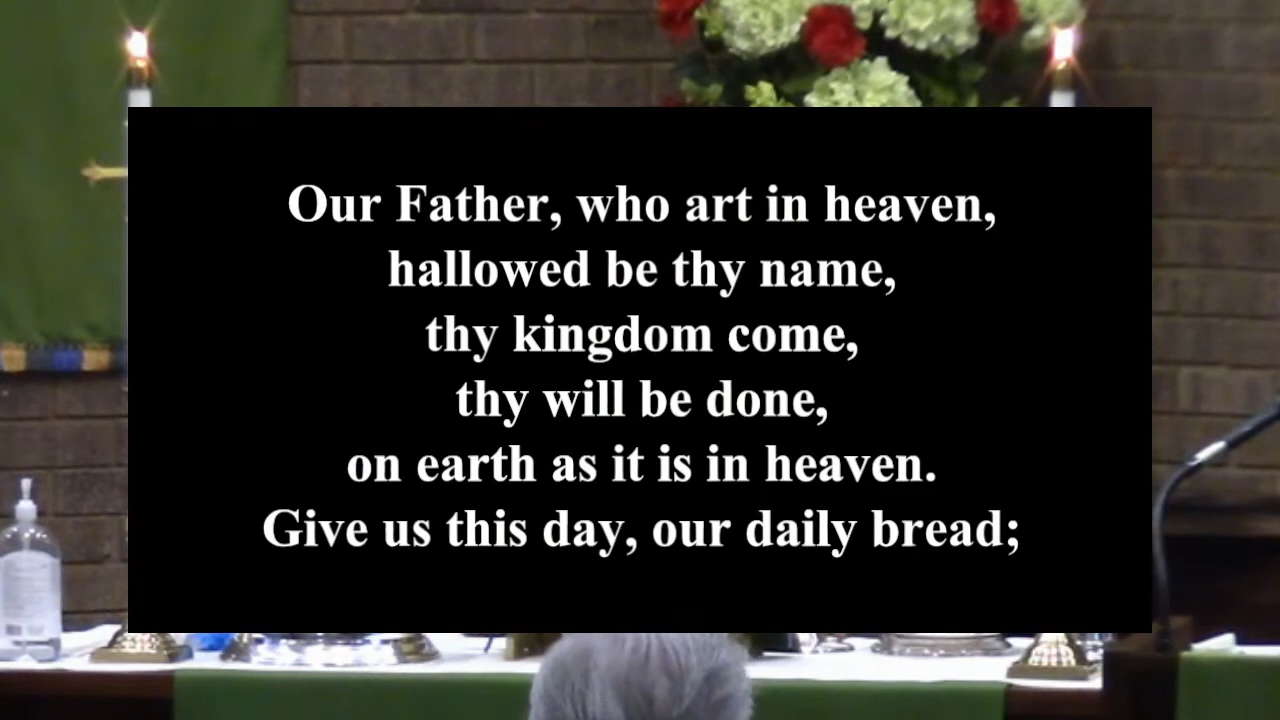 Our Father, who art in heaven,
hallowed be thy name,
thy kingdom come,
thy will be done,
on earth as it is in heaven.
Give us this day, our daily bread;